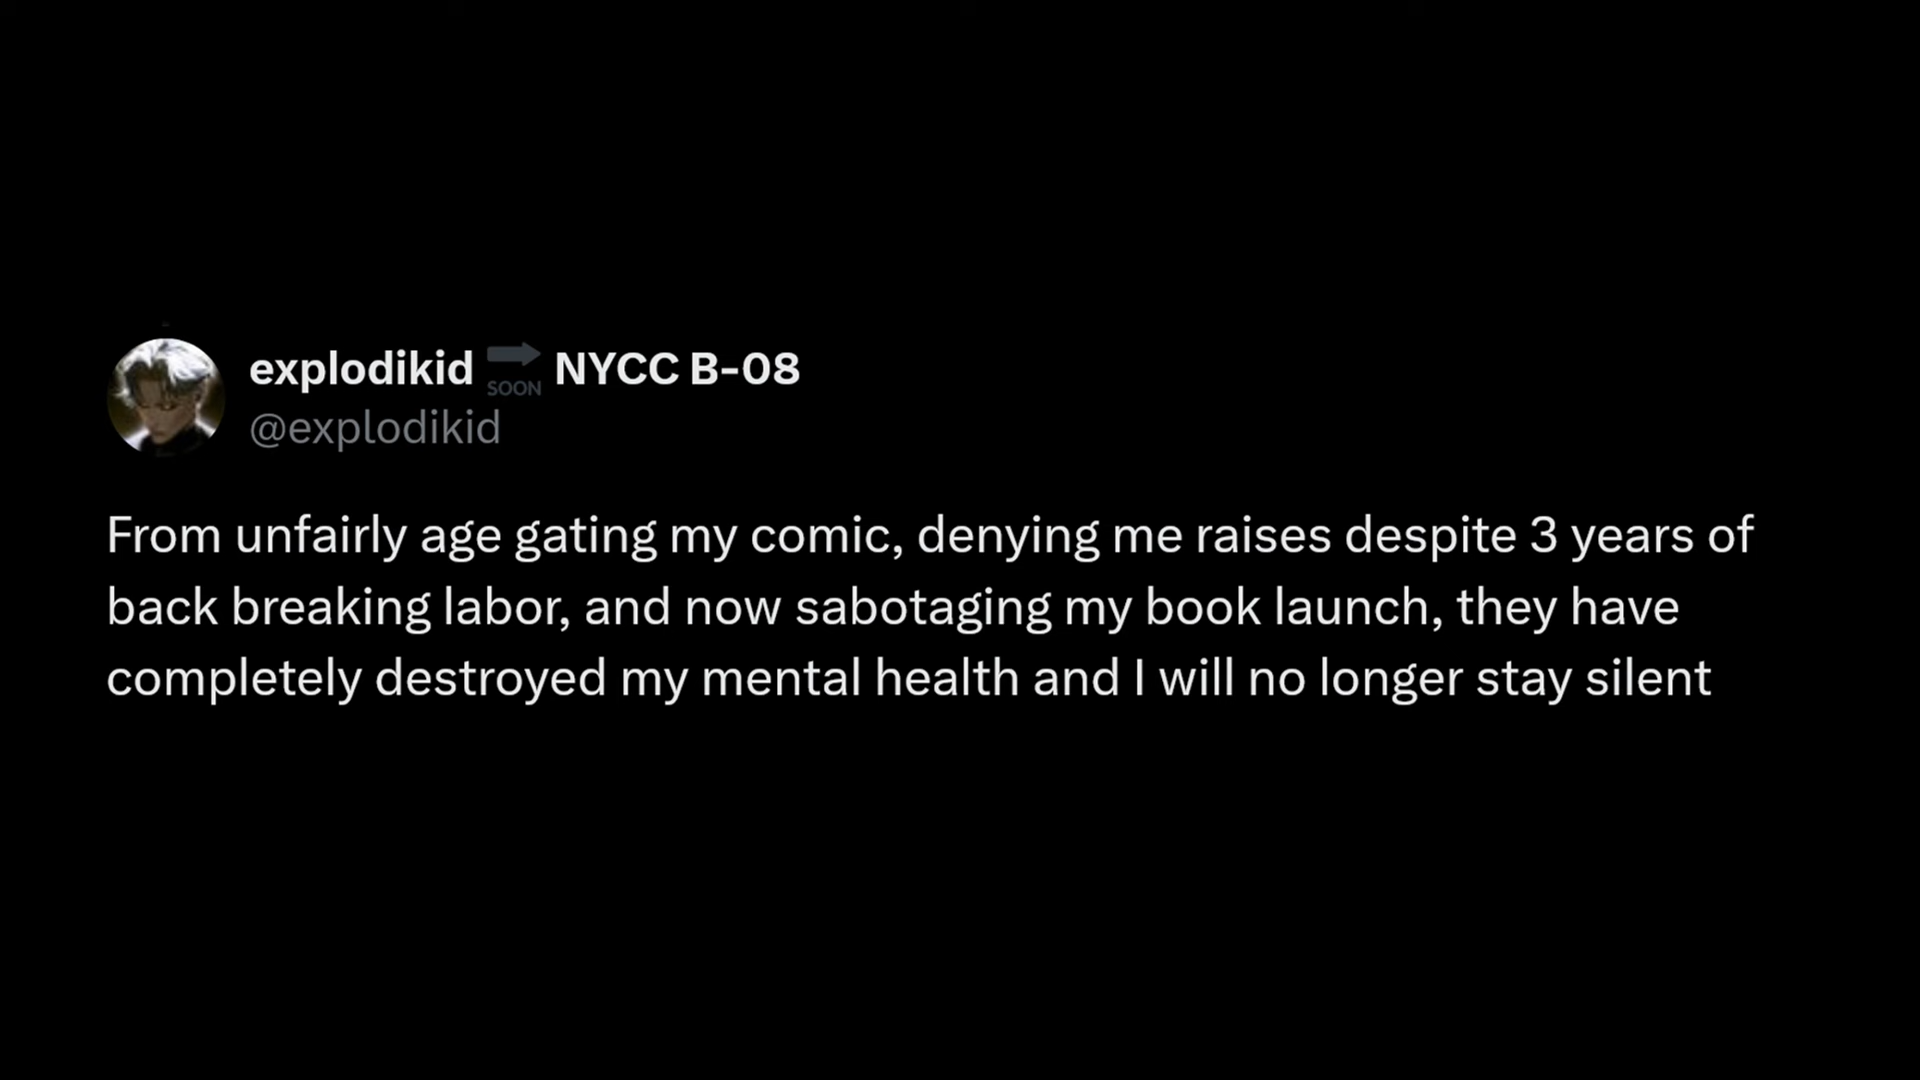 explodikid SOON NYCC B-08
@explodikid
From unfairly age gating my comic, denying me raises despite 3 years of
back breaking labor, and now sabotaging my book launch, they have
completely destroyed my mental health and I will no longer stay silent